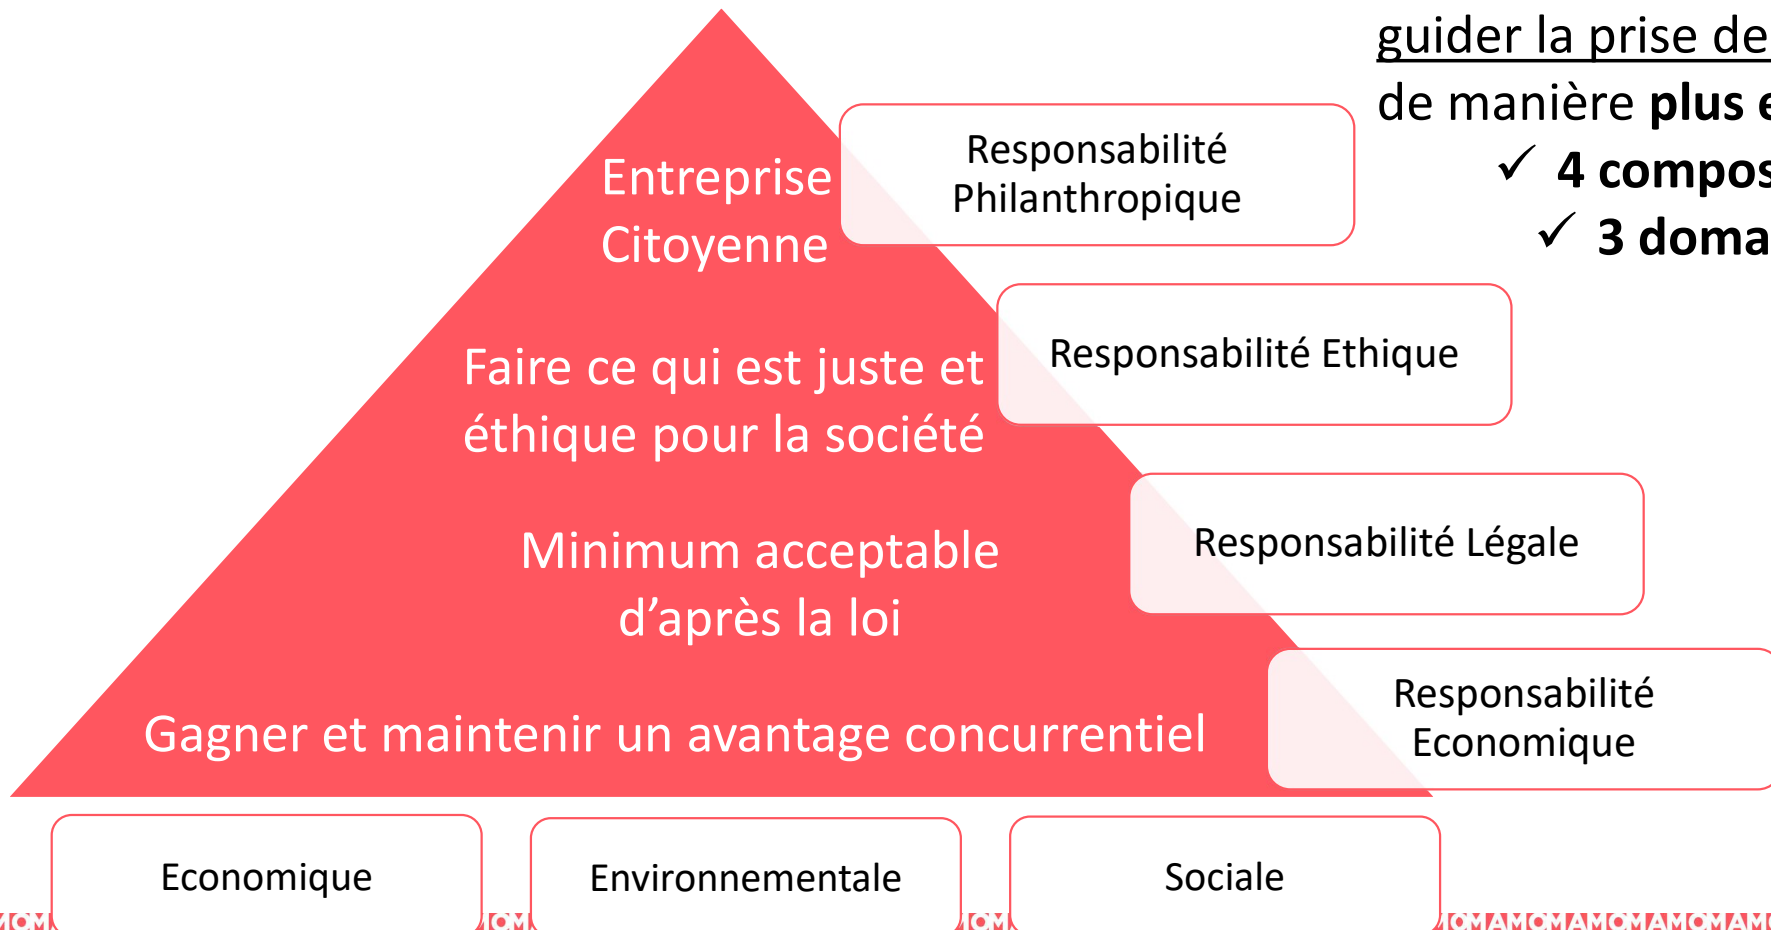 guider la prise de
de manière plus
✓ 4
✓ 3
Entreprise
Citoyenne
Responsabilité
Philanthropique
Faire ce qui est juste et
éthique pour la société
Responsabilité Ethique
Minimum acceptable
d’après la loi
Responsabilité Légale
Gagner et maintenir un avantage concurrentiel
Responsabilité
Economique
Economique
Environnementale
Sociale